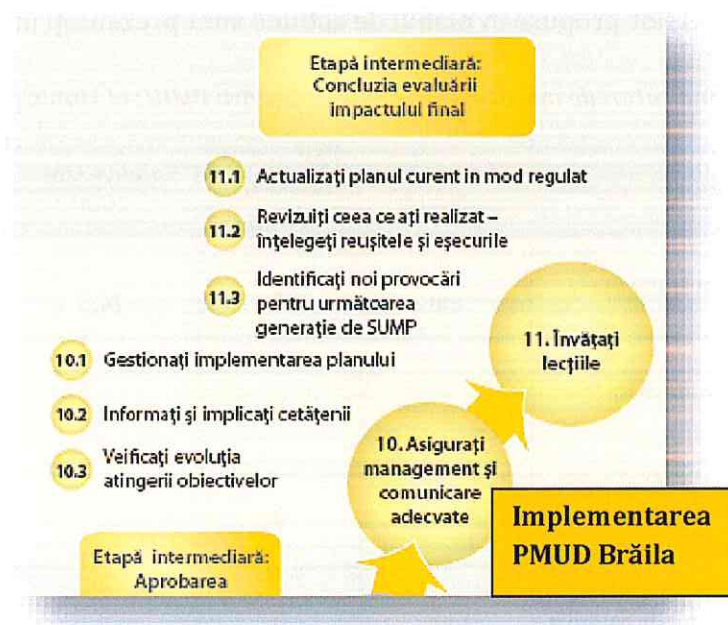 Etapă intermediară:
Concluzia evaluării
impactului final
11.1 Actualizați planul curent in mod regulat
11.2 Revizuiți ceea ce ați realizat –
înțelegeți reușitele și eșecurile
11.3 Identificați noi provocări
pentru următoarea
generație de SUMP
11. Învățați
lecțiile
10.1 Gestionați implementarea planului
10.2 Informați și implicați cetățenii
10.3 Verificați evoluția
atingerii obiectivelor
10. Asigurați
management și
comunicare
adecvate
Implementarea
PMUD Brăila
Etapă intermediară:
Aprobarea